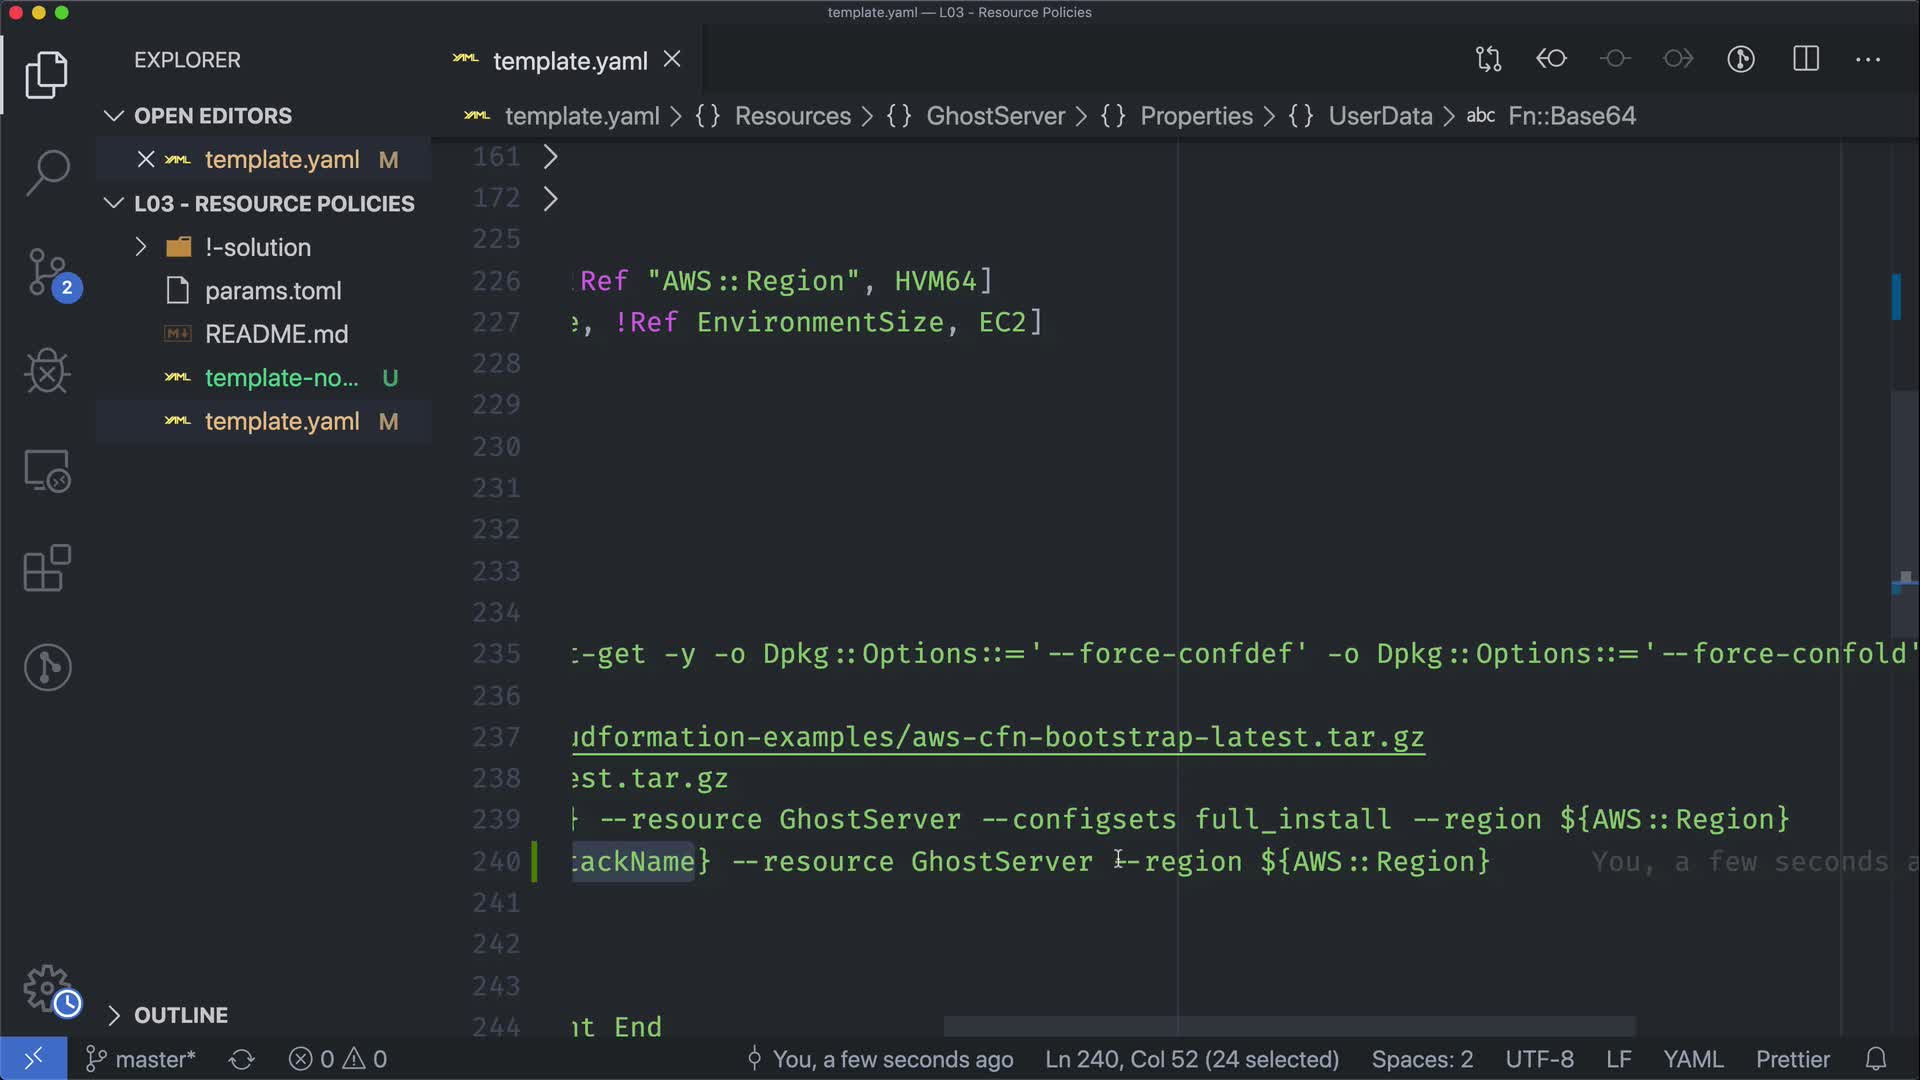 template.yaml — L03 - Resource Policies
EXPLORER
template.yaml
OPEN EDITORS
template.yaml > {} Resources > {} GhostServer > {} Properties > {} UserData > abc Fn::Base64
template.yaml M
L03 - RESOURCE POLICIES
!-solution
params.toml
README.md
template-no... U
template.yaml M
OUTLINE
2
161
172
225
226 Ref "AWS::Region", HVM64]
227 e, !Ref EnvironmentSize, EC2]
228
229
230
231
232
233
234
235 t-get -y -o Dpkg::Options::='--force-confdef' -o Dpkg::Options::='--force-confold'
236
237 udformation-examples/aws-cfn-bootstrap-latest.tar.gz
238 est.tar.gz
239 } --resource GhostServer --configsets full_install --region ${AWS::Region}
240 tackName} --resource GhostServer --region ${AWS::Region} You, a few seconds a
241
242
243
244 nt End
master* 0 0 You, a few seconds ago Ln 240, Col 52 (24 selected) Spaces: 2 UTF-8 LF YAML Prettier